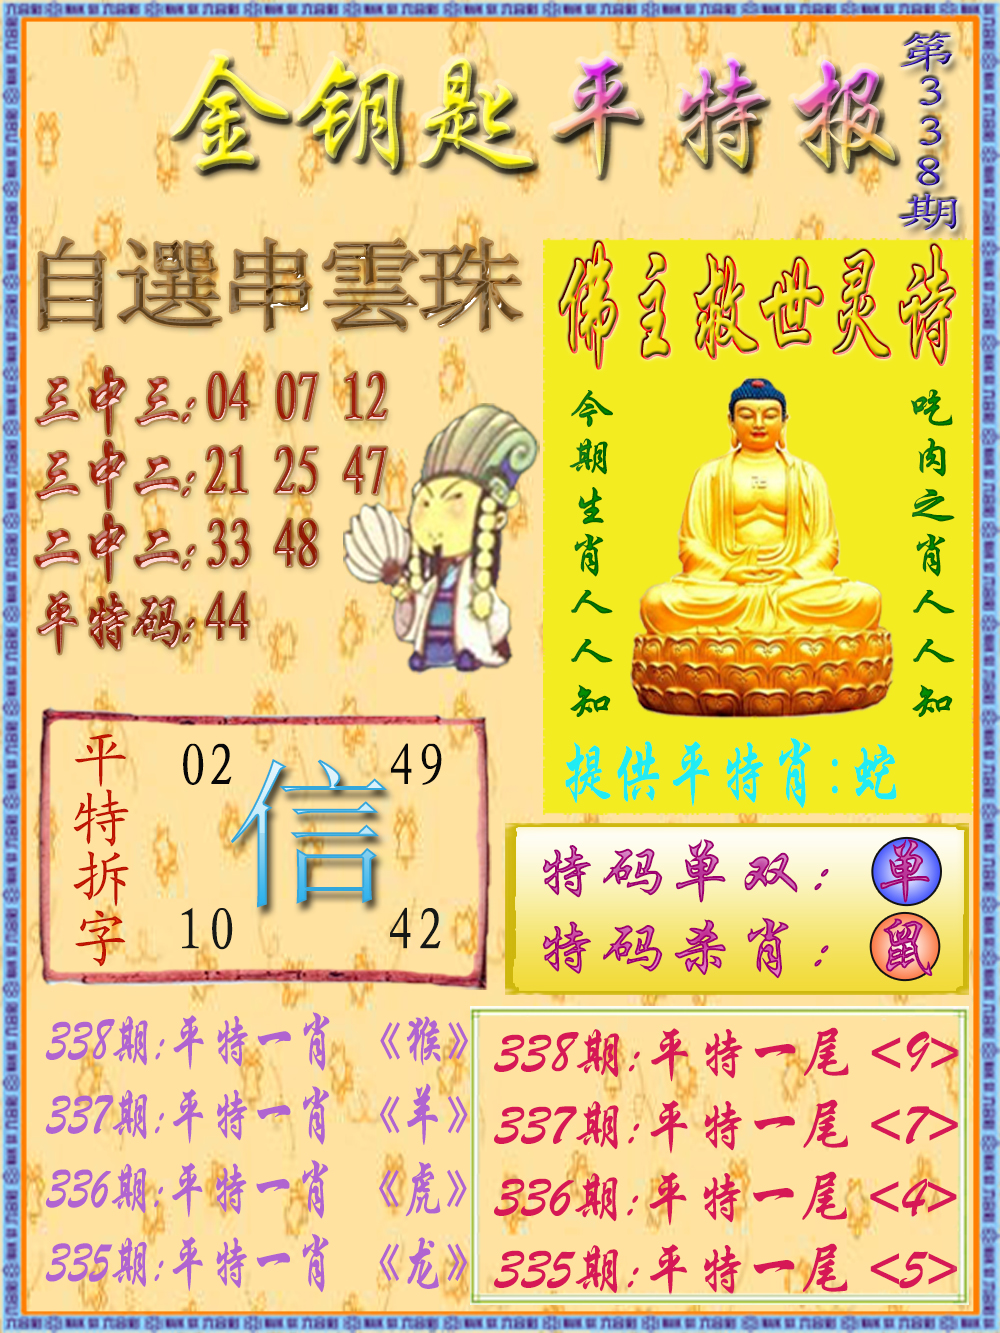 金钥匙平特报
第338期
自選串雲珠
三中三:04 07 12
三中二:21 25 47
二中二:33 48
平特码:44
佛主救世灵诗
今期生肖人人知
吃肉之肖人人知
提供平特肖:蛇
平特拆字
02 49
信
10 42
特码单双: 单
特码杀肖: 鼠
338期:平特一肖 《猴》
337期:平特一肖 《羊》
336期:平特一肖 《虎》
335期:平特一肖 《龙》
338期:平特一尾 <9>
337期:平特一尾 <7>
336期:平特一尾 <4>
335期:平特一尾 <5>